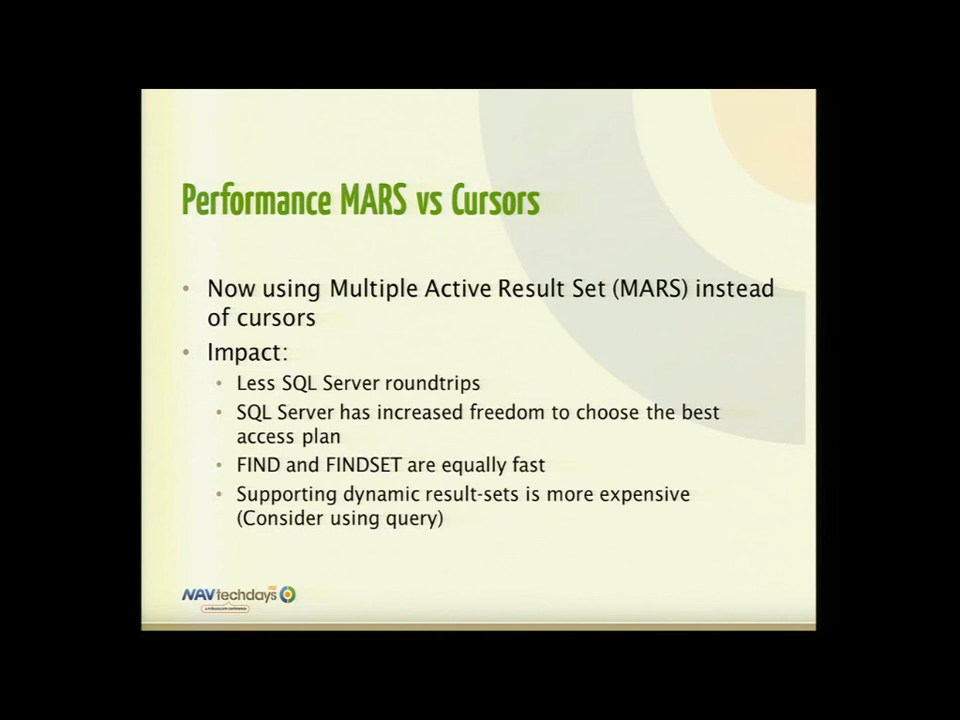 Performance MARS vs Cursors
• Now using Multiple Active Result Set (MARS) instead
of cursors
• Impact:
• Less SQL Server roundtrips
• SQL Server has increased freedom to choose the best
access plan
• FIND and FINDSET are equally fast
• Supporting dynamic result-sets is more expensive
(Consider using query)
NAVtechdays